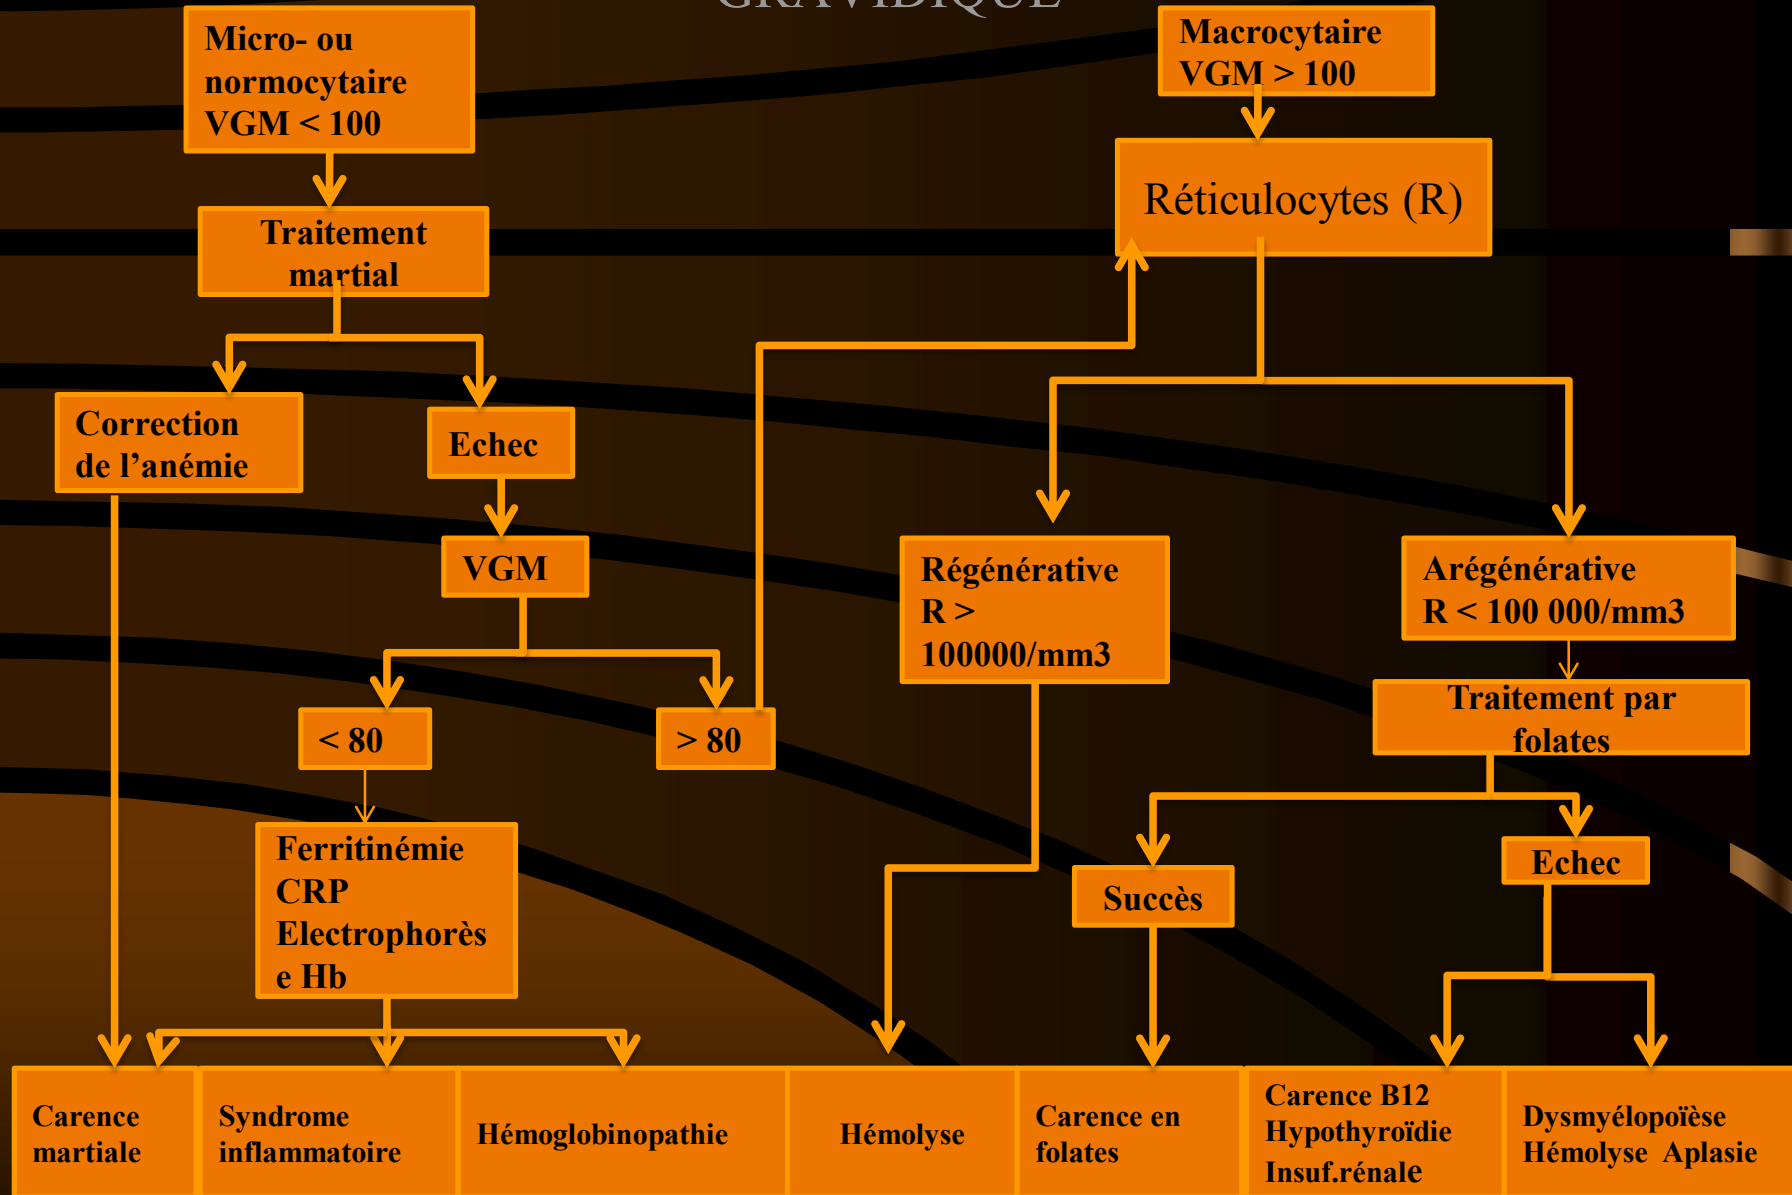 GRAVIDIQUE
Micro- ou
normocytaire
VGM < 100
Macrocytaire
VGM > 100
Traitement
martial
Réticulocytes (R)
Correction
de l’anémie
Echec
VGM
< 80
> 80
Ferritinémie
CRP
Electrophorès
e Hb
Régénérative
R >
100000/mm3
Arégénérative
R < 100 000/mm3
Traitement par
folates
Succès
Echec
Carence
martiale
Syndrome
inflammatoire
Hémoglobinopathie
Hémolyse
Carence en
folates
Carence B12
Hypothyroïdie
Insuf.rénale
Dysmyélopoïèse
Hémolyse Aplasie